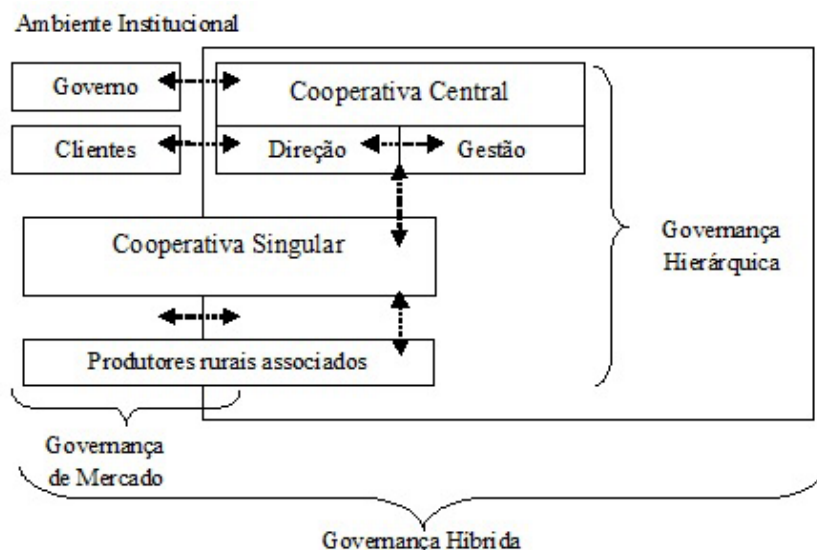 Ambiente Institucional
Governo
Cooperativa Central
Clientes
Direção
Gestão
Cooperativa Singular
Governança
Hierárquica
Produtores rurais associados
Governança
de Mercado
Governança Híbrida